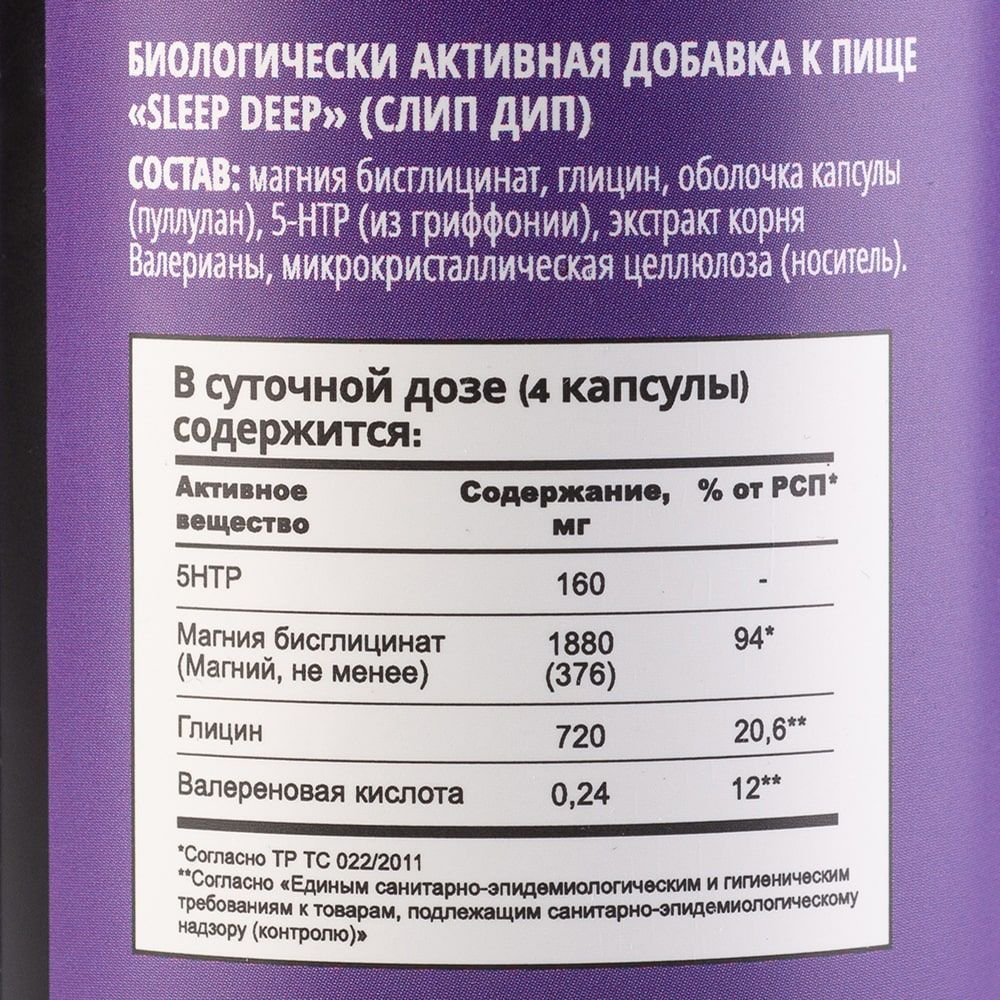 БИОЛОГИЧЕСКИ АКТИВНАЯ ДОБАВКА К ПИЩЕ
«SLEEP DEEP» (СЛИП ДИП)
СОСТАВ: магния бисглицинат, глицин, оболочка капсулы
(пуллулан), 5-HTP (из гриффонии), экстракт корня
Валерианы, микрокристаллическая целлюлоза (носитель).
В суточной дозе (4 капсулы)
содержится:
Активное Содержание, % от РСП*
вещество мг
5HTP 160 -
Магния бисглицинат 1880 94*
(Магний, не менее) (376)
Глицин 720 20,6**
Валереновая кислота 0,24 12**
*Согласно ТР ТС 022/2011
**Согласно «Единым санитарно-эпидемиологическим и гигиеническим
требованиям к товарам, подлежащим санитарно-эпидемиологическому
надзору (контролю)»